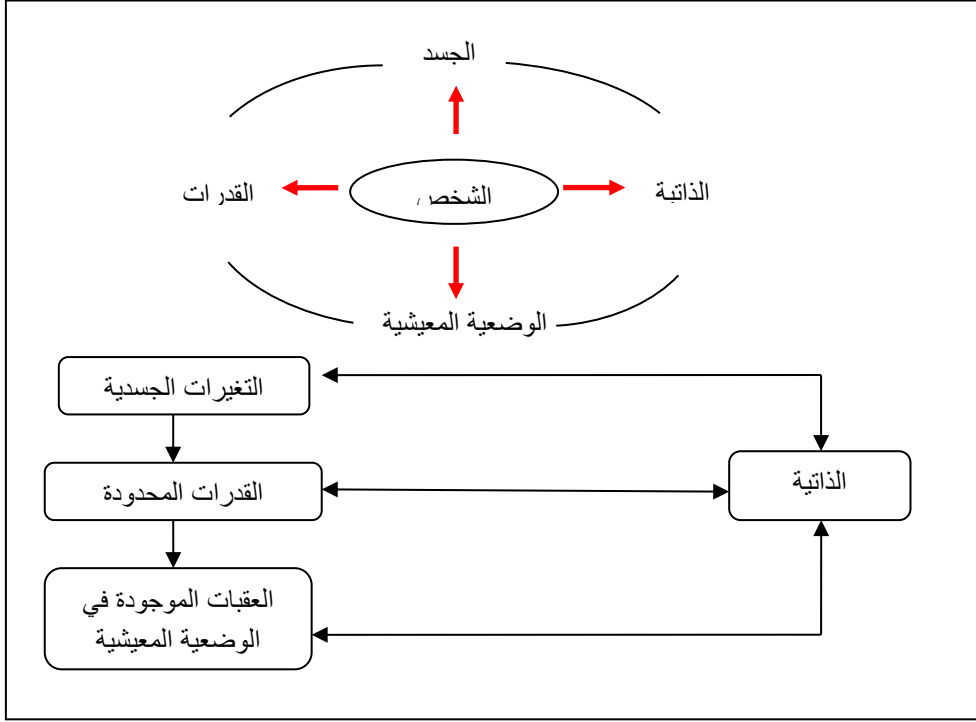 الجسد
القدرات
الشخص
الذاتية
الوضعية المعيشية
التغيرات الجسدية
القدرات المحدودة
الذاتية
العقبات الموجودة في
الوضعية المعيشية